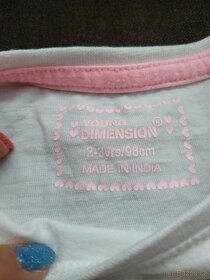 YOUNG
DIMENSION®
2-3yrs/98cm
MADE IN INDIA